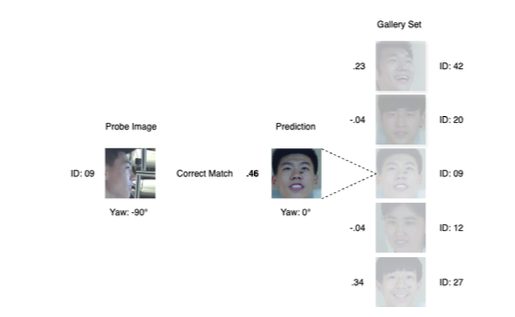 Gallery Set
.23
ID: 42
-.04
ID: 20
Probe Image
Prediction
ID: 09
Correct Match
.46
ID: 09
Yaw: -90°
Yaw: 0°
-.04
ID: 12
.34
ID: 27